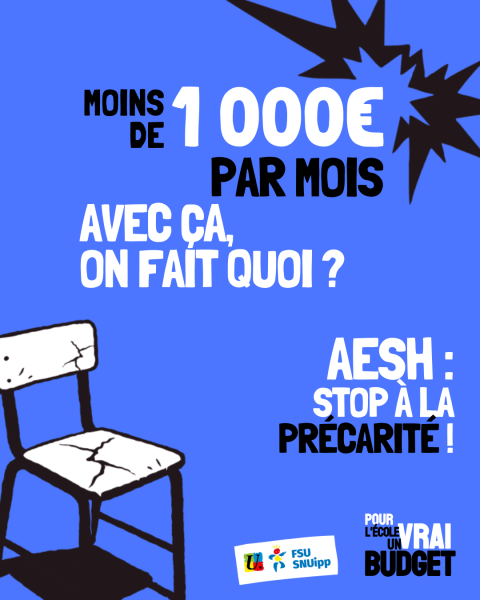 MOINS
DE 1 000€
PAR MOIS
AVEC ÇA,
ON FAIT QUOI ?
AESH :
STOP À LA
PRÉCARITÉ !
FSU
SNUipp
POUR
L'ÉCOLE
UN VRAI
BUDGET